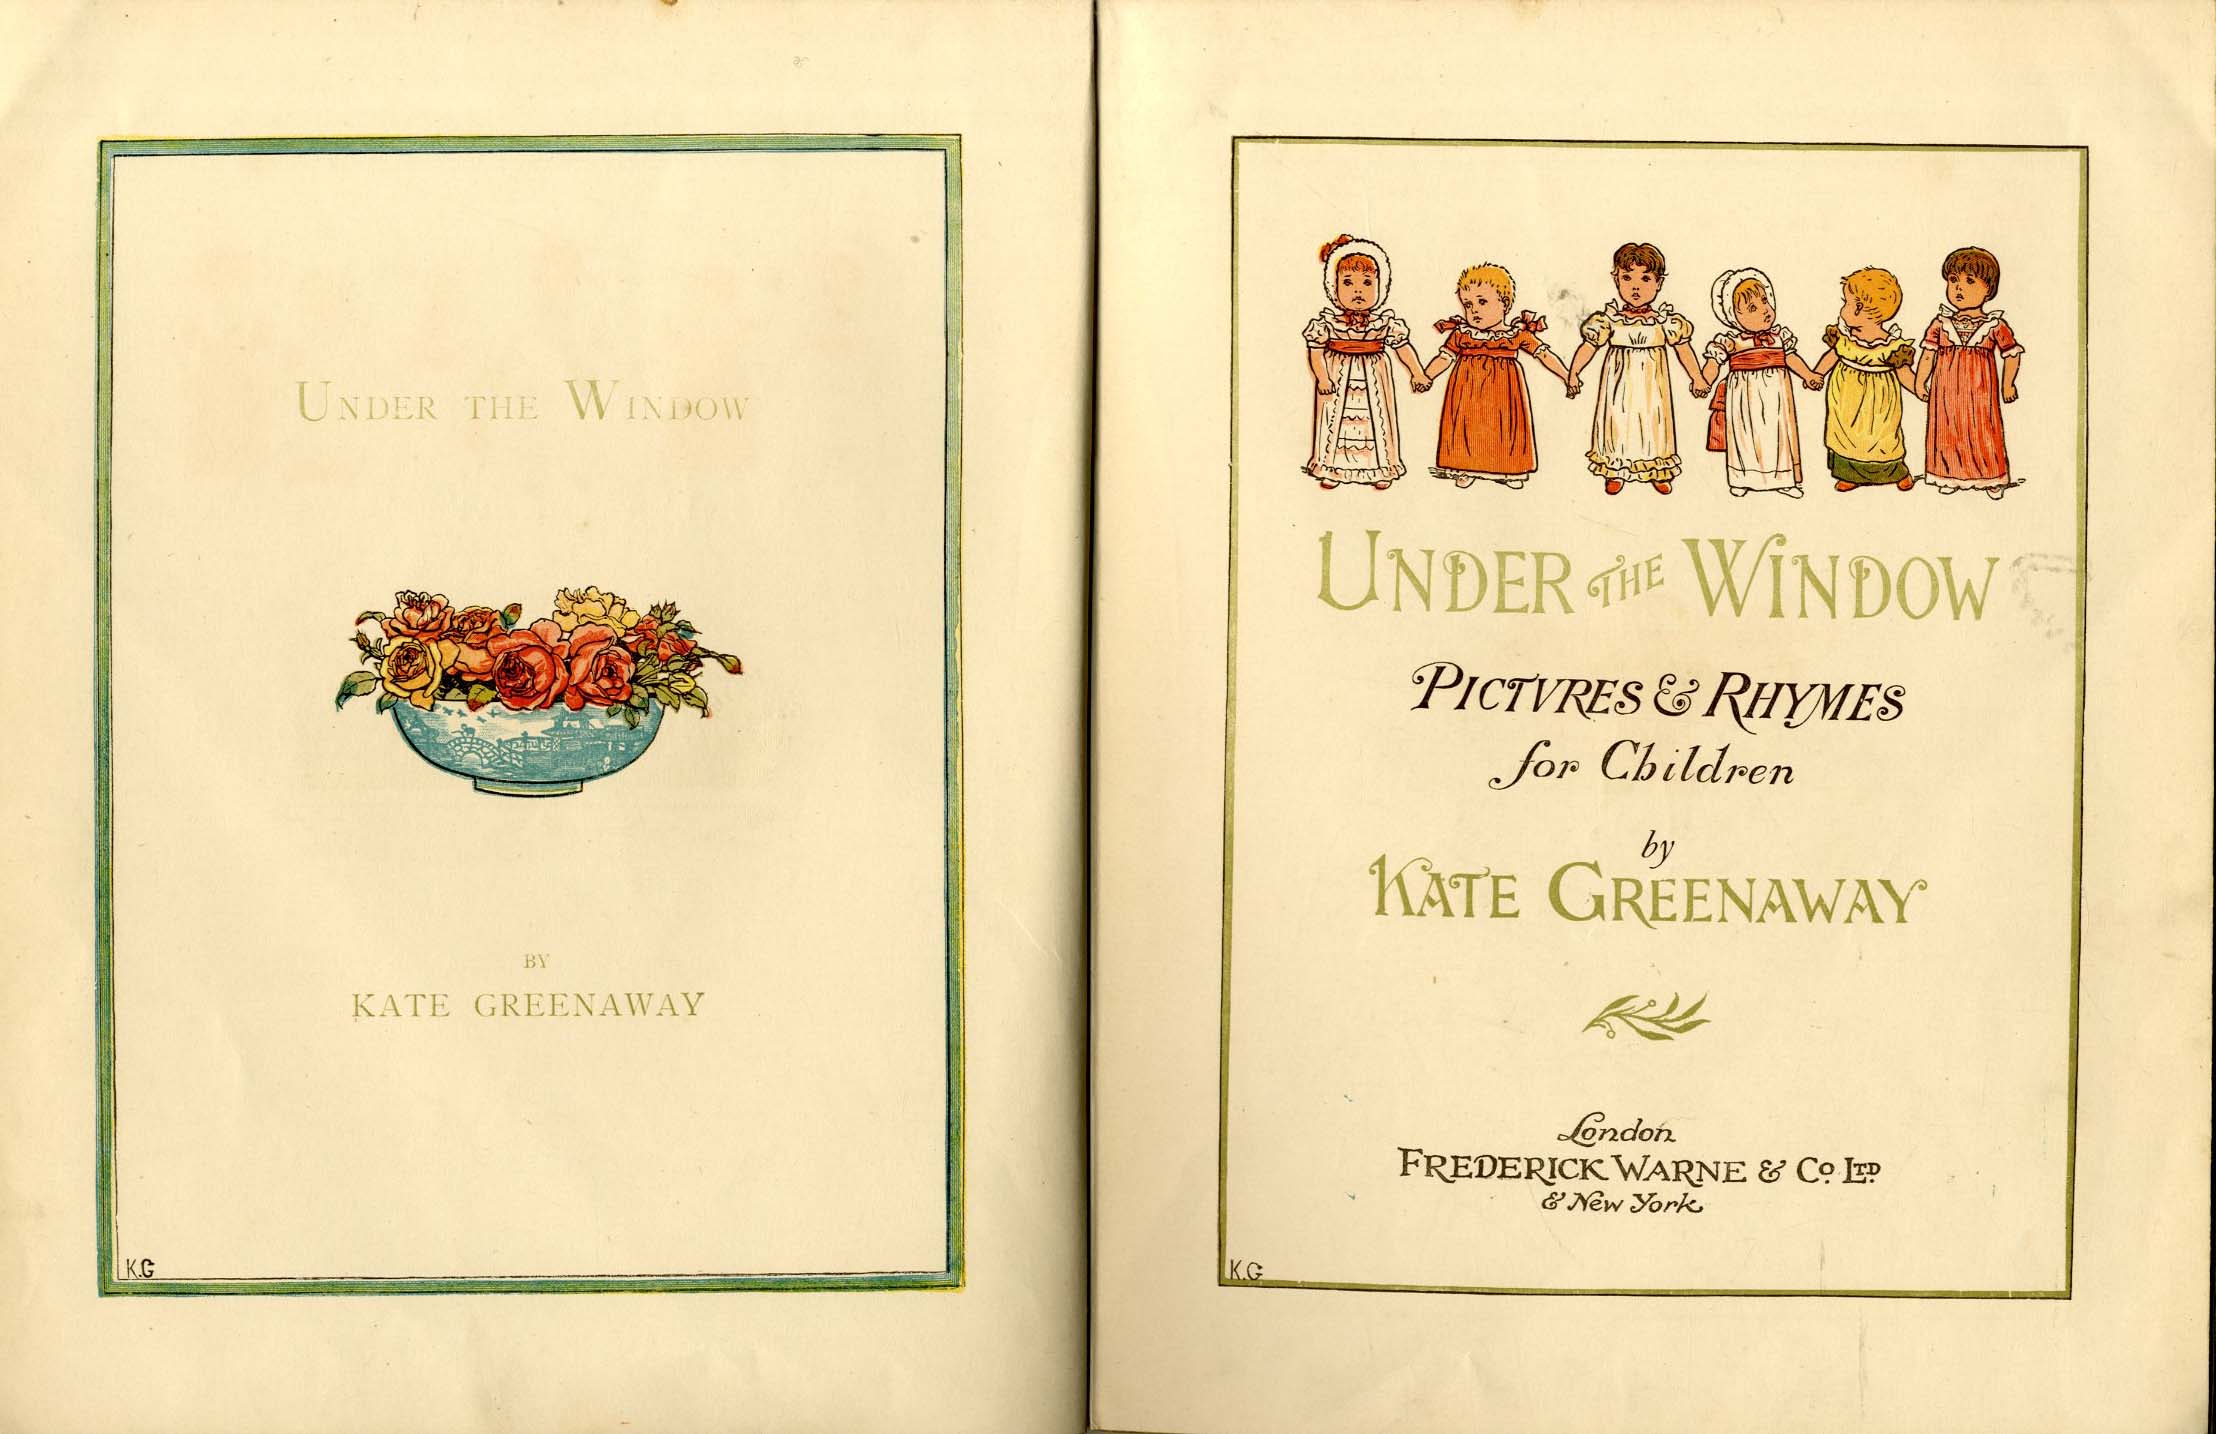 UNDER THE WINDOW
BY
KATE GREENAWAY
K.G
UNDER THE WINDOW
PICTVRES & RHYMES
for Children
by
KATE GREENAWAY
London
FREDERICK WARNE & Co. LTD.
& New York
K.G